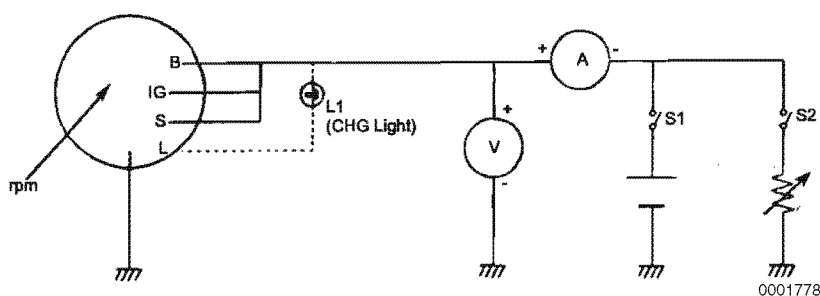 B
IG
S
L
rpm
L1
(CHG Light)
+
A
-
+
V
-
S1
S2
0001778